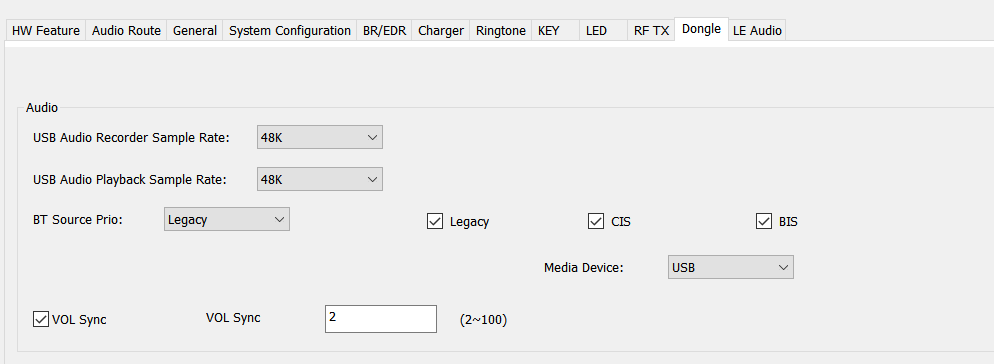 HW Feature Audio Route General System Configuration BR/EDR Charger Ringtone KEY LED RF TX Dongle LE Audio
Audio
USB Audio Recorder Sample Rate: 48K
USB Audio Playback Sample Rate: 48K
BT Source Prio: Legacy Legacy CIS BIS
Media Device: USB
VOL Sync VOL Sync 2 (2~100)